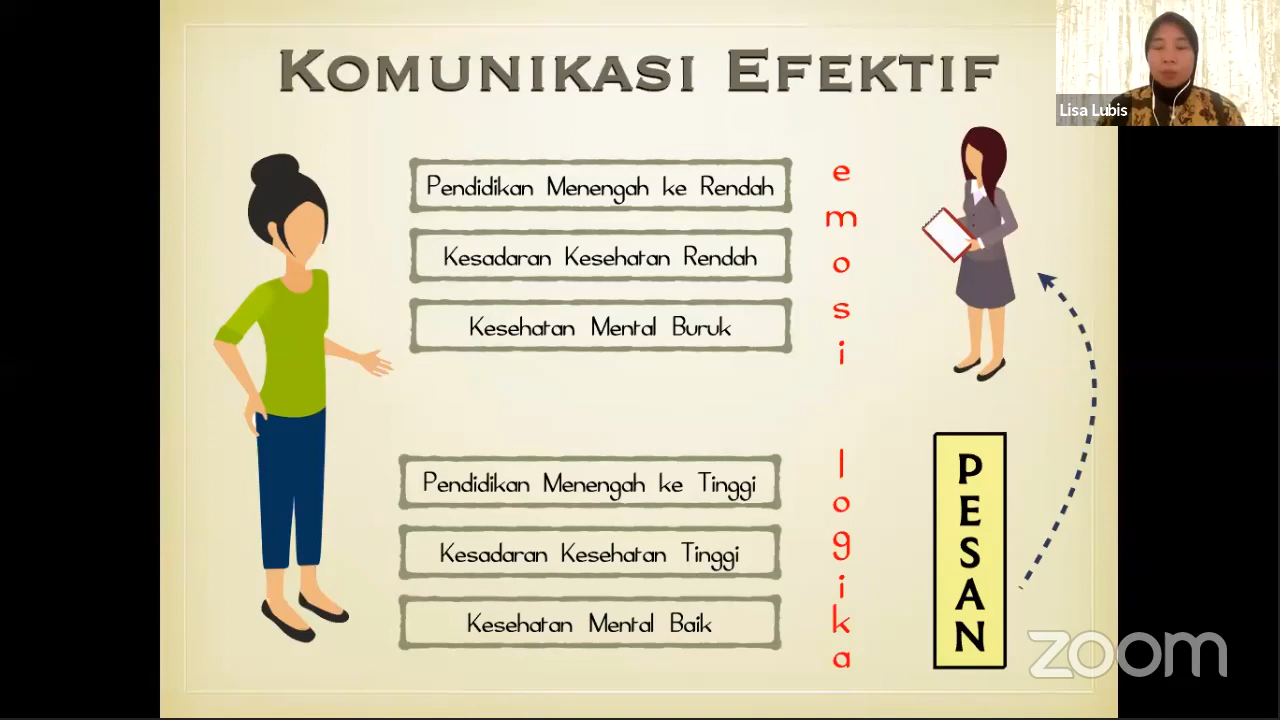 KOMUNIKASI EFEKTIF
Lisa Lubis
Pendidikan Menengah ke Rendah
Kesadaran Kesehatan Rendah
Kesehatan Mental Buruk
emosi
Pendidikan Menengah ke Tinggi
Kesadaran Kesehatan Tinggi
Kesehatan Mental Baik
logika
PESAN
zoom